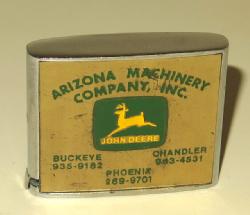 ARIZONA MACHINERY
COMPANY, INC.
JOHN DEERE
BUCKEYE
935-9182
CHANDLER
963-4531
PHOENIX
269-9701